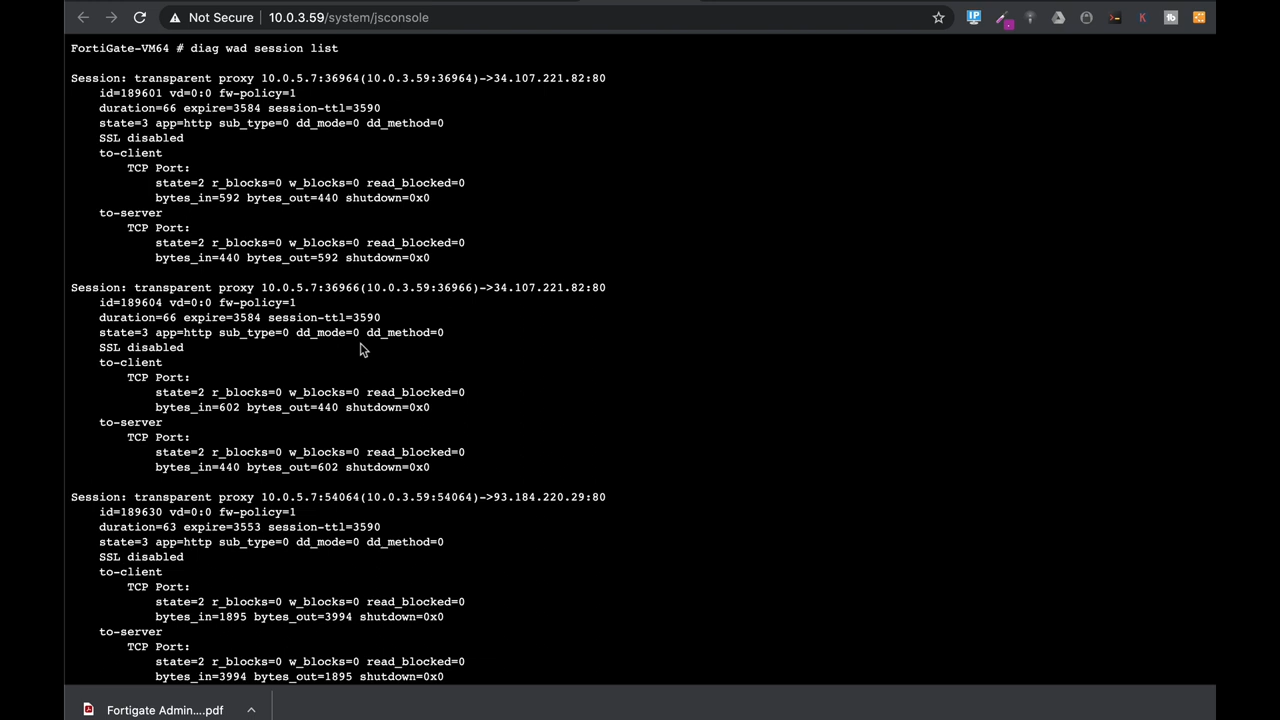 Not Secure | 10.0.3.59/system/jsconsole
FortiGate-VM64 # diag wad session list
Session: transparent proxy 10.0.5.7:36964(10.0.3.59:36964)->34.107.221.82:80
id=189601 vd=0:0 fw-policy=1
duration=66 expire=3584 session-ttl=3590
state=3 app=http sub_type=0 dd_mode=0 dd_method=0
SSL disabled
to-client
TCP Port:
state=2 r_blocks=0 w_blocks=0 read_blocked=0
bytes_in=592 bytes_out=440 shutdown=0x0
to-server
TCP Port:
state=2 r_blocks=0 w_blocks=0 read_blocked=0
bytes_in=440 bytes_out=592 shutdown=0x0
Session: transparent proxy 10.0.5.7:36966(10.0.3.59:36966)->34.107.221.82:80
id=189604 vd=0:0 fw-policy=1
duration=66 expire=3584 session-ttl=3590
state=3 app=http sub_type=0 dd_mode=0 dd_method=0
SSL disabled
to-client
TCP Port:
state=2 r_blocks=0 w_blocks=0 read_blocked=0
bytes_in=602 bytes_out=440 shutdown=0x0
to-server
TCP Port:
state=2 r_blocks=0 w_blocks=0 read_blocked=0
bytes_in=440 bytes_out=602 shutdown=0x0
Session: transparent proxy 10.0.5.7:54064(10.0.3.59:54064)->93.184.220.29:80
id=189630 vd=0:0 fw-policy=1
duration=63 expire=3553 session-ttl=3590
state=3 app=http sub_type=0 dd_mode=0 dd_method=0
SSL disabled
to-client
TCP Port:
state=2 r_blocks=0 w_blocks=0 read_blocked=0
bytes_in=1895 bytes_out=3994 shutdown=0x0
to-server
TCP Port:
state=2 r_blocks=0 w_blocks=0 read_blocked=0
bytes_in=3994 bytes_out=1895 shutdown=0x0
Fortigate Admin....pdf